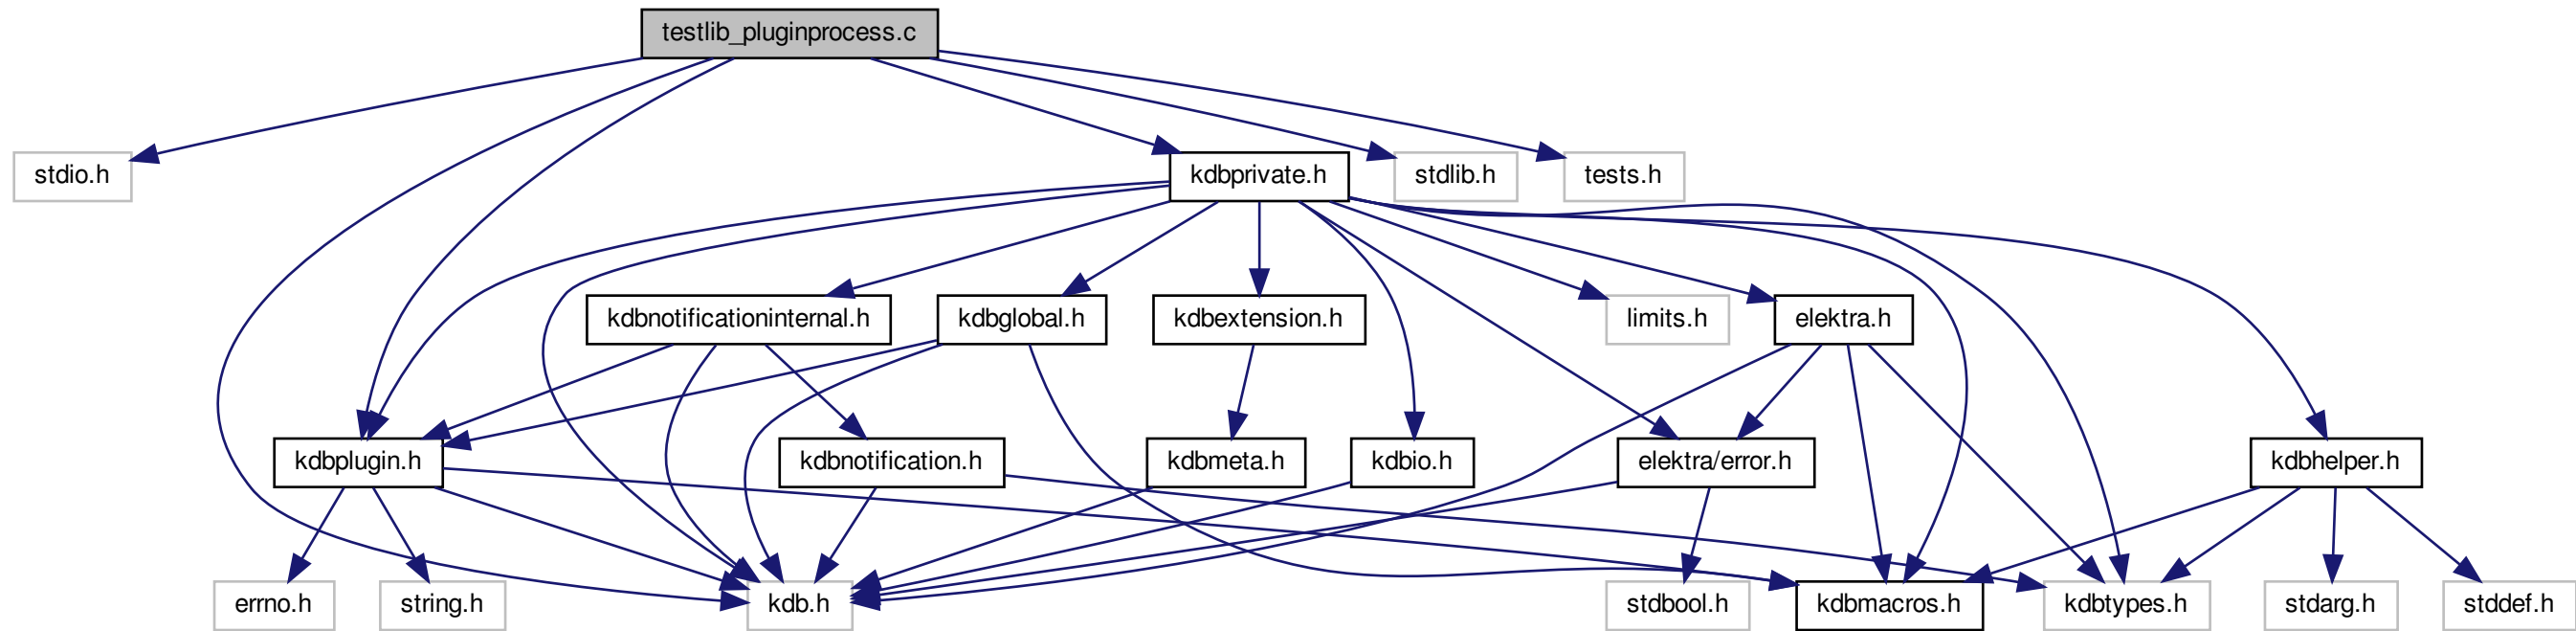 testlib_pluginprocess.c
stdio.h
kdbprivate.h
stdlib.h
tests.h
kdbnotificationinternal.h
kdbglobal.h
kdbextension.h
limits.h
elektra.h
kdbplugin.h
kdbnotification.h
kdbmeta.h
kdbio.h
elektra/error.h
kdbhelper.h
errno.h
string.h
kdb.h
stdbool.h
kdbmacros.h
kdbtypes.h
stdarg.h
stddef.h